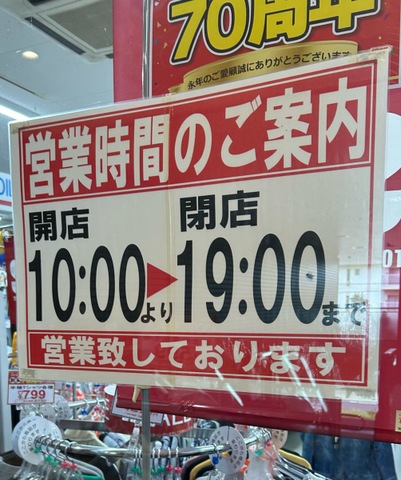 70周年
永年のご愛顧誠にありがとうございます
営業時間のご案内
開店
閉店
10:00より
19:00まで
営業致しております
¥799